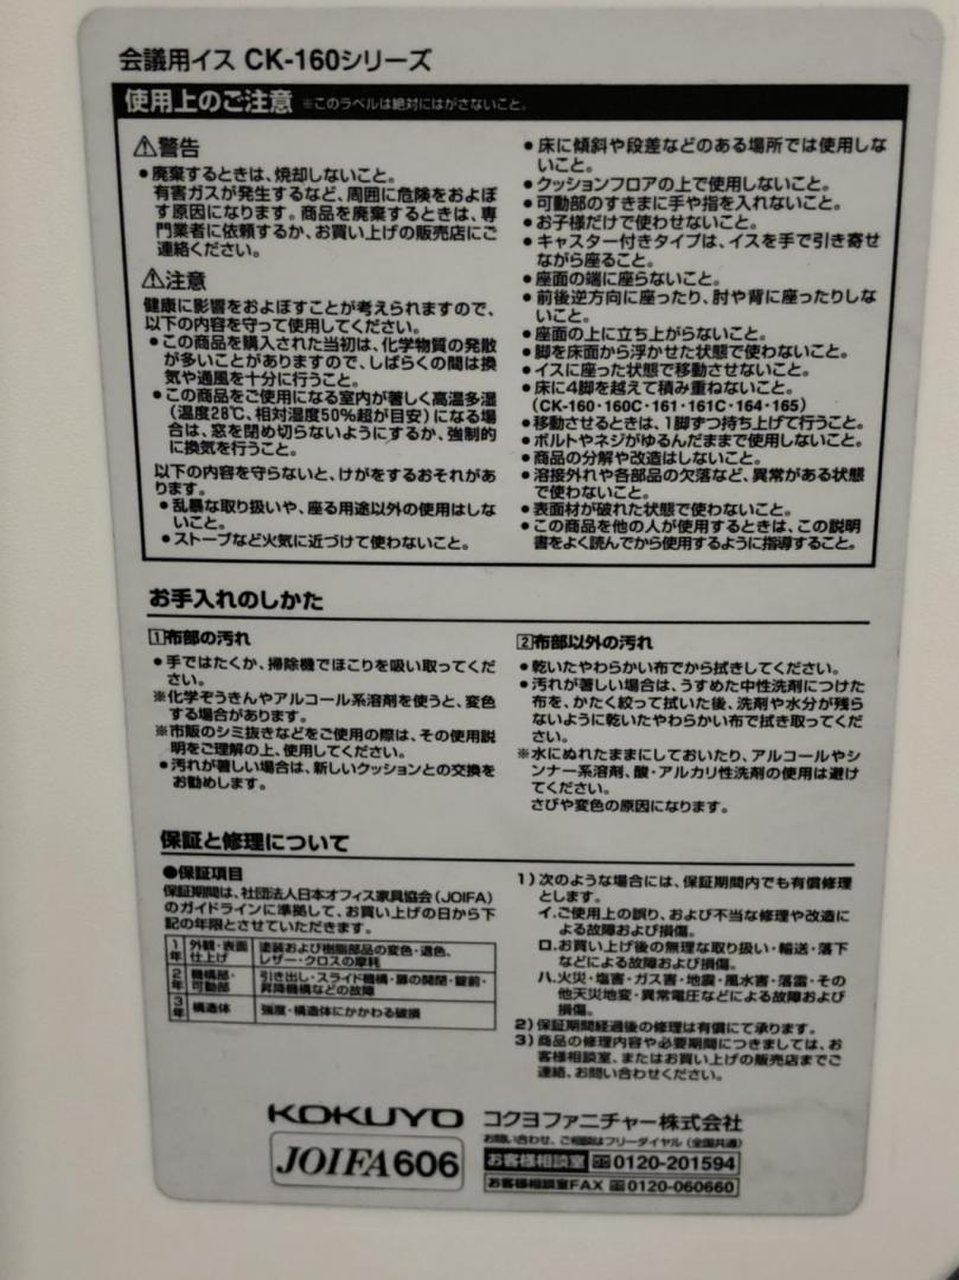 会議用イス CK-160シリーズ
使用上のご注意 ※このラベルは絶対にはがさないこと。
⚠警告
●廃棄するときは、焼却しないこと。
有害ガスが発生するなど、周囲に危険をおよぼ
す原因になります。商品を廃棄するときは、専
門業者に依頼するか、お買い上げの販売店にご
連絡ください。
⚠注意
健康に影響をおよぼすことが考えられますので、
以下の内容を守って使用してください。
●この商品を購入された当初は、化学物質の発散
が多いことがありますので、しばらくの間は換
気や通風を十分に行うこと。
●この商品をご使用になる室内が著しく高温多湿
(温度28℃、相対湿度50%超が目安)になる場
合は、窓を閉め切らないようにするか、強制的
に換気を行うこと。
以下の内容を守らないと、けがをするおそれがあ
ります。
●乱暴な取り扱いや、座る用途以外の使用はしな
いこと。
●ストーブなど火気に近づけて使わないこと。
●床に傾斜や段差などのある場所では使用しな
いこと。
●クッションフロアの上で使用しないこと。
●可動部のすきまに手や指を入れないこと。
●お子様だけで使わせないこと。
●キャスター付きタイプは、イスを手で引き寄せ
ながら座ること。
●座面の端に座らないこと。
●前後逆方向に座ったり、肘や背に座ったりしな
いこと。
●座面の上に立ち上がらないこと。
●脚を床面から浮かせた状態で使わないこと。
●イスに座った状態で移動させないこと。
●床に4脚を越えて積み重ねないこと。
(CK-160・160C・161・161C・164・165)
●移動させるときは、1脚ずつ持ち上げて行うこと。
●ボルトやネジがゆるんだままで使用しないこと。
●商品の分解や改造はしないこと。
●溶接外れや各部品の欠落など、異常がある状態
で使わないこと。
●表面材が破れた状態で使わないこと。
●この商品を他の人が使用するときは、この説明
書をよく読んでから使用するように指導すること。
お手入れのしかた
1布部の汚れ
●手ではたくか、掃除機でほこりを吸い取ってくだ
さい。
※化学ぞうきんやアルコール系溶剤を使うと、変色
する場合があります。
※市販のシミ抜きなどをご使用の際は、その使用説
明をご理解の上、使用してください。
●汚れが著しい場合は、新しいクッションとの交換を
お勧めします。
2布部以外の汚れ
●乾いたやわらかい布でから拭きしてください。
●汚れが著しい場合は、うすめた中性洗剤につけた
布を、かたく絞って拭いた後、洗剤や水分が残ら
ないように乾いたやわらかい布で拭き取ってくだ
さい。
※水にぬれたままにしておいたり、アルコールやシ
ンナー系溶剤、酸・アルカリ性洗剤の使用は避け
てください。
さびや変色の原因になります。
保証と修理について
●保証項目
保証期間は、社団法人日本オフィス家具協会(JOIFA)
のガイドラインに準拠して、お買い上げの日から下
記の年限とさせていただきます。
1年 外観・表面仕上げ 塗装および樹脂部品の変色・退色、
レザー・クロスの摩耗
2年 機構部・可動部 引き出し・スライド機構・扉の開閉・錠前・
昇降機構などの故障
3年 構造体 強度・構造体にかかわる破損
1)次のような場合には、保証期間内でも有償修理
とします。
イ.ご使用上の誤り、および不当な修理や改造に
よる故障および損傷。
ロ.お買い上げ後の無理な取り扱い・輸送・落下
などによる故障および損傷。
ハ.火災・塩害・ガス害・地震・風水害・落雷・その
他天災地変・異常電圧などによる故障および
損傷。
2)保証期間経過後の修理は有償にて承ります。
3)商品の修理内容や必要期間につきましては、お
客様相談室、またはお買い上げの販売店までご
連絡、お問い合わせください。
KOKUYO コクヨファニチャー株式会社
お問い合わせ、ご相談はフリーダイヤル(全国共通)
JOIFA606
お客様相談室 0120-201594
お客様相談室FAX 0120-060660